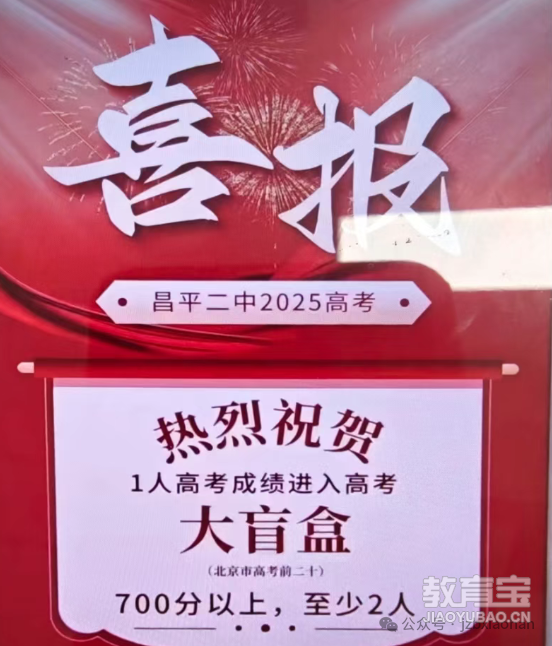 喜报
昌平二中2025高考
热烈祝贺
1人高考成绩进入高考
大盲盒
(北京市高考前二十)
700分以上，至少2人
教育宝
JIAOYUBAO.CN
公众号